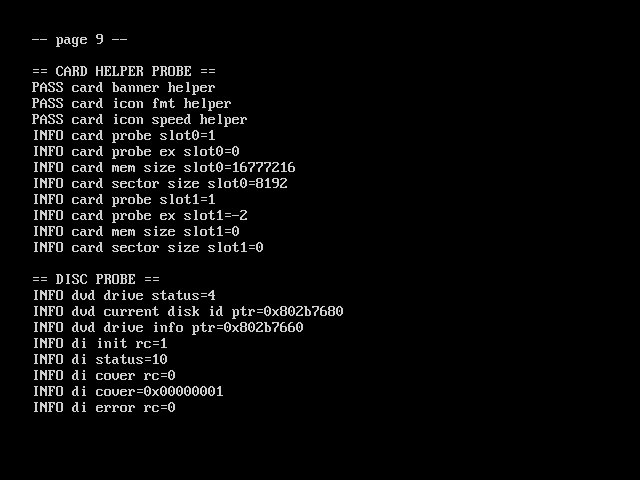 -- page 9 --
== CARD HELPER PROBE ==
PASS card banner helper
PASS card icon fmt helper
PASS card icon speed helper
INFO card probe slot0=1
INFO card probe ex slot0=0
INFO card mem size slot0=16777216
INFO card sector size slot0=8192
INFO card probe slot1=1
INFO card probe ex slot1=-2
INFO card mem size slot1=0
INFO card sector size slot1=0
== DISC PROBE ==
INFO dvd drive status=4
INFO dvd current disk id ptr=0x802b7680
INFO dvd drive info ptr=0x802b7660
INFO di init rc=1
INFO di status=10
INFO di cover rc=0
INFO di cover=0x00000001
INFO di error rc=0